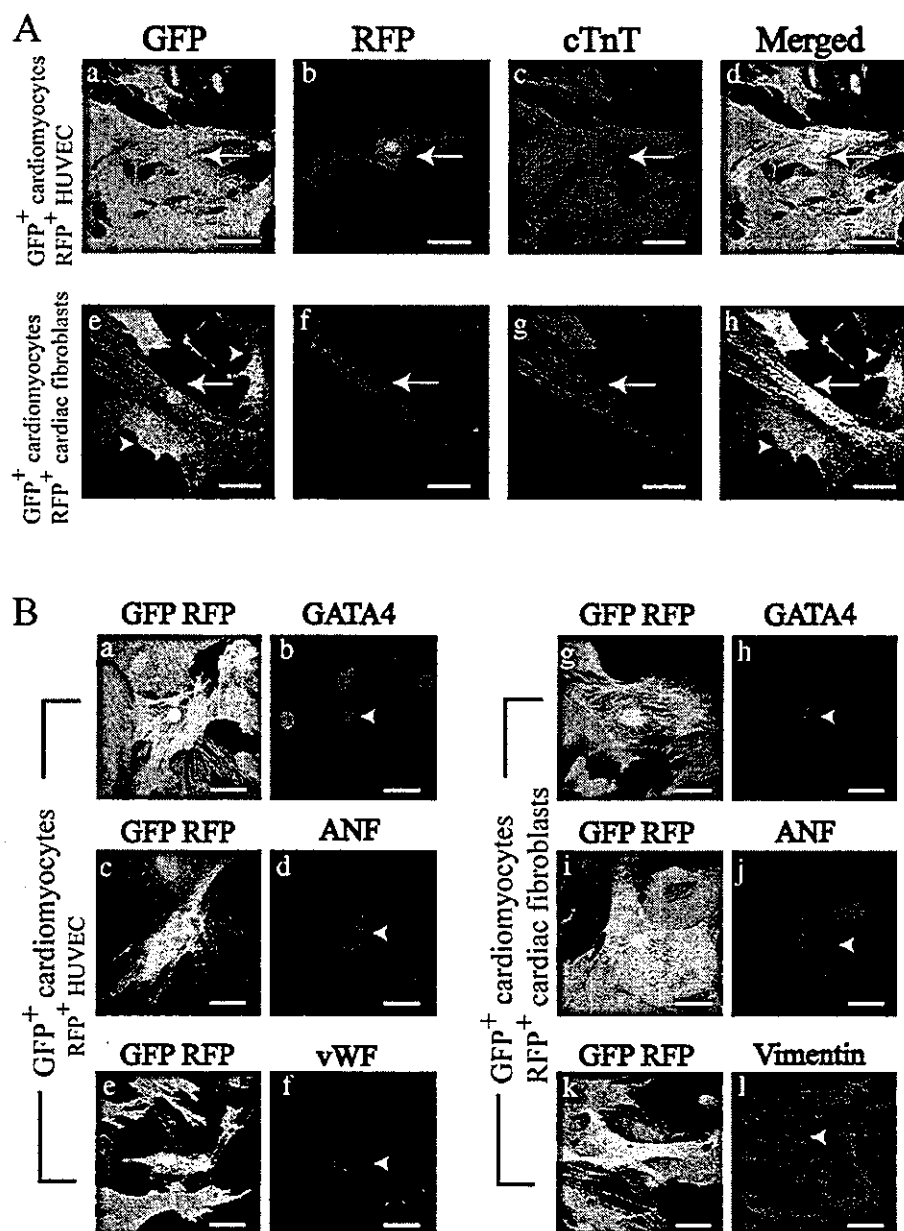 A
GFP RFP cTnT Merged
GFP+ cardiomyocytes
RFP+ HUVEC
a b c d
GFP+ cardiomyocytes
RFP+ cardiac fibroblasts
e f g h
B
GFP RFP GATA4 GFP RFP GATA4
a b g h
GFP+ cardiomyocytes
RFP+ HUVEC
GFP+ cardiomyocytes
RFP+ cardiac fibroblasts
GFP RFP ANF GFP RFP ANF
c d i j
GFP RFP vWF GFP RFP Vimentin
e f k l